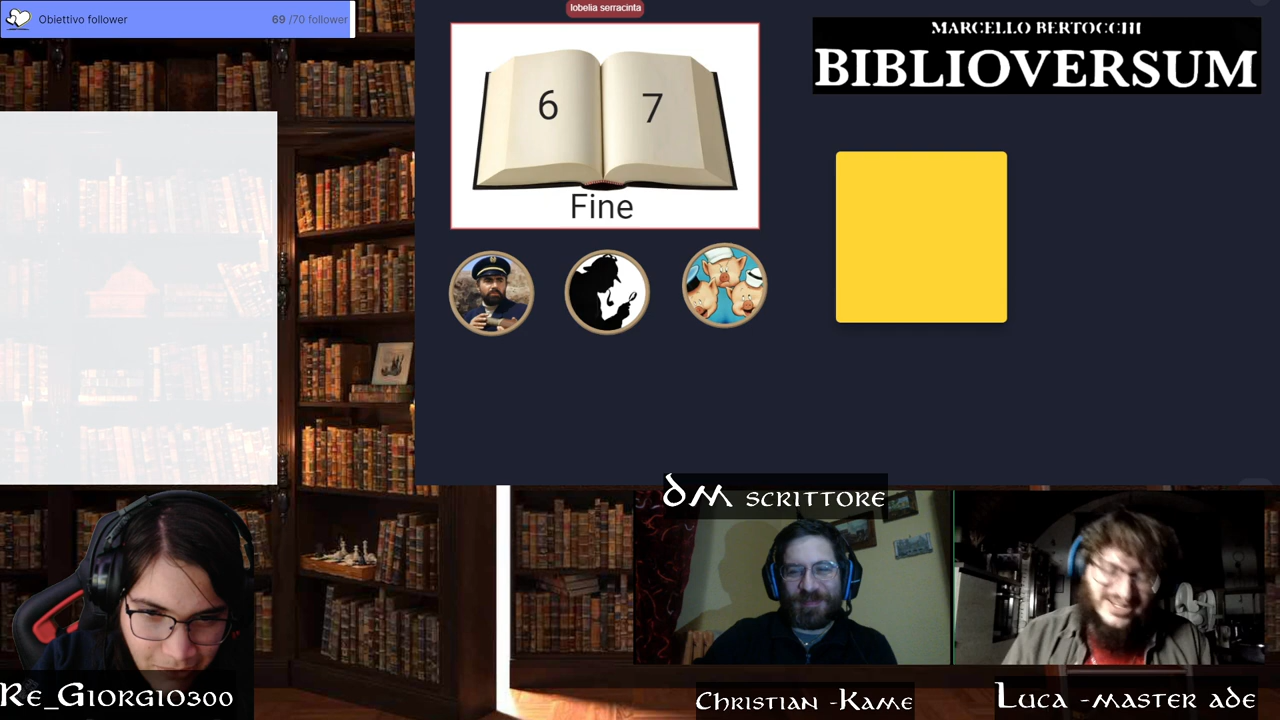 Obiettivo follower 69 /70 follower
lobelia serracinta
MARCELLO BERTOCCHI
BIBLIOVERSUM
6 7
Fine
DM SCRITTORE
RE_GIORGIO300
CHRISTIAN -KAME
LUCA -MASTER ADE